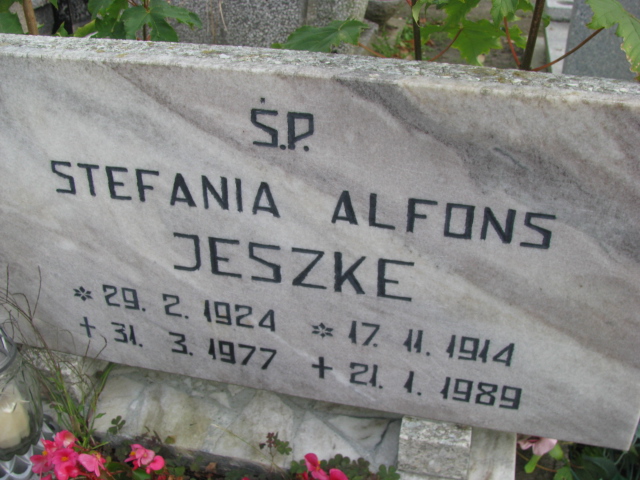 Ś.P.
STEFANIA ALFONS
JESZKE
* 29. 2. 1924 * 17. 11. 1914
+ 31. 3. 1977 + 21. 1. 1989